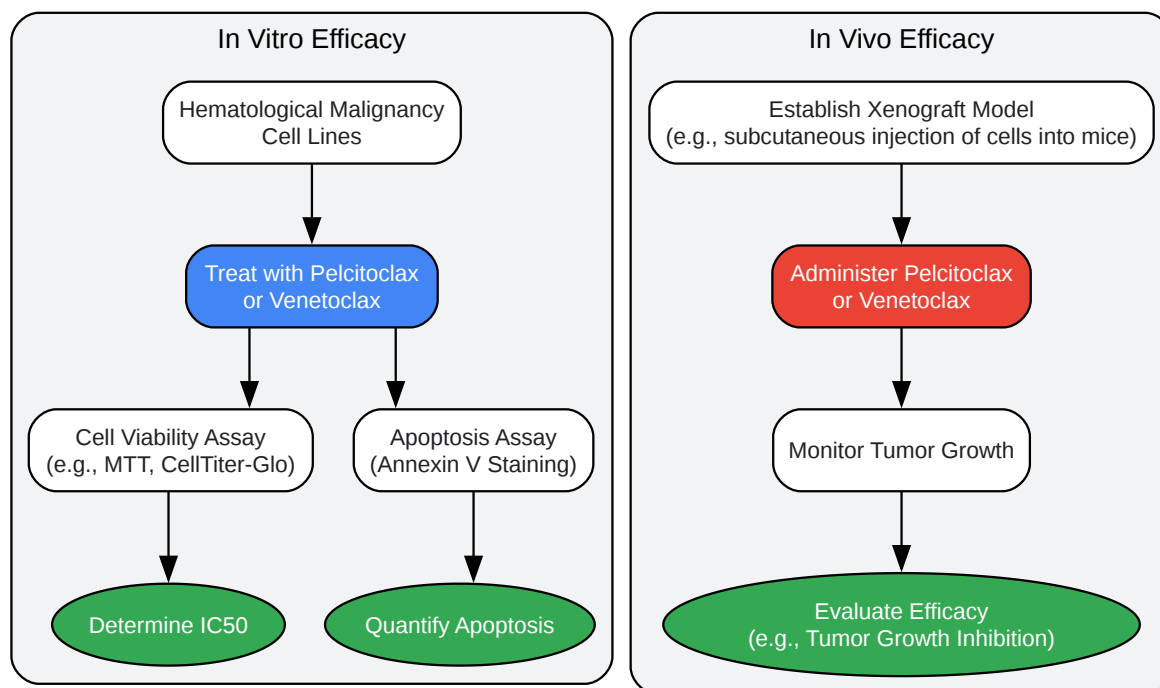 In Vitro Efficacy
Hematological Malignancy
Cell Lines
Treat with Pelcitoclax
or Venetoclax
Cell Viability Assay
(e.g., MTT, CellTiter-Glo)
Apoptosis Assay
(Annexin V Staining)
Determine IC50
Quantify Apoptosis
In Vivo Efficacy
Establish Xenograft Model
(e.g., subcutaneous injection of cells into mice)
Administer Pelcitoclax
or Venetoclax
Monitor Tumor Growth
Evaluate Efficacy
(e.g., Tumor Growth Inhibition)